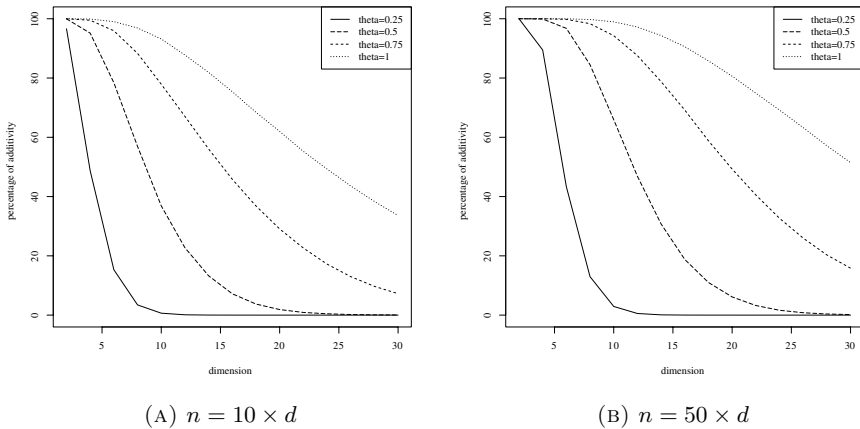 theta=0.25
theta=0.5
theta=0.75
theta=1
percentage of additivity
0 20 40 60 80 100
5 10 15 20 25 30
dimension
(A) n = 10 × d
theta=0.25
theta=0.5
theta=0.75
theta=1
percentage of additivity
0 20 40 60 80 100
5 10 15 20 25 30
dimension
(B) n = 50 × d